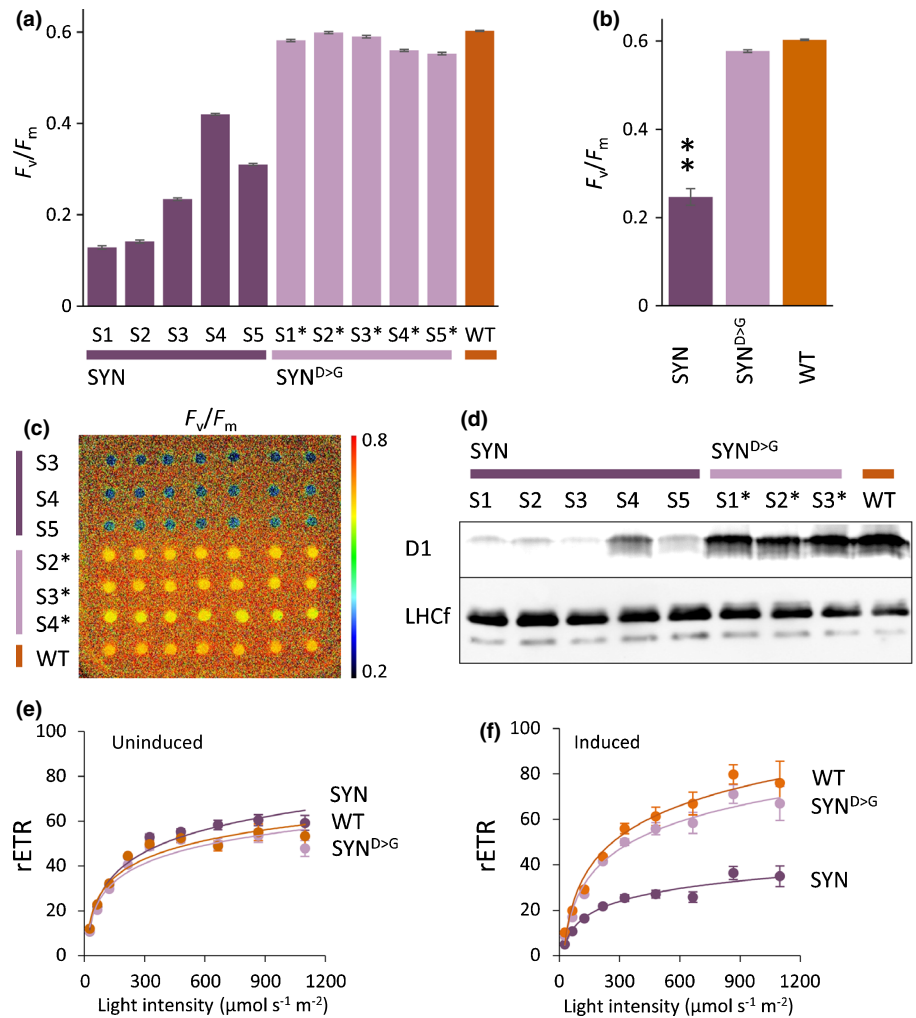 (a)
0.6
0.4
0.2
0
Fv/Fm
S1 S2 S3 S4 S5 S1* S2* S3* S4* S5* WT
SYN SYN^D>G
(b)
0.6
0.4
0.2
0
Fv/Fm
**
SYN SYN^D>G WT
(c)
Fv/Fm
S3
S4
S5
S2*
S3*
S4*
WT
0.8
0.2
(d)
SYN SYN^D>G
S1 S2 S3 S4 S5 S1* S2* S3* WT
D1
LHCf
(e)
Uninduced
100
80
60
40
20
0
rETR
SYN
WT
SYN^D>G
0 300 600 900 1200
Light intensity (μmol s⁻¹ m⁻²)
(f)
Induced
100
80
60
40
20
0
rETR
WT
SYN^D>G
SYN
0 300 600 900 1200
Light intensity (μmol s⁻¹ m⁻²)